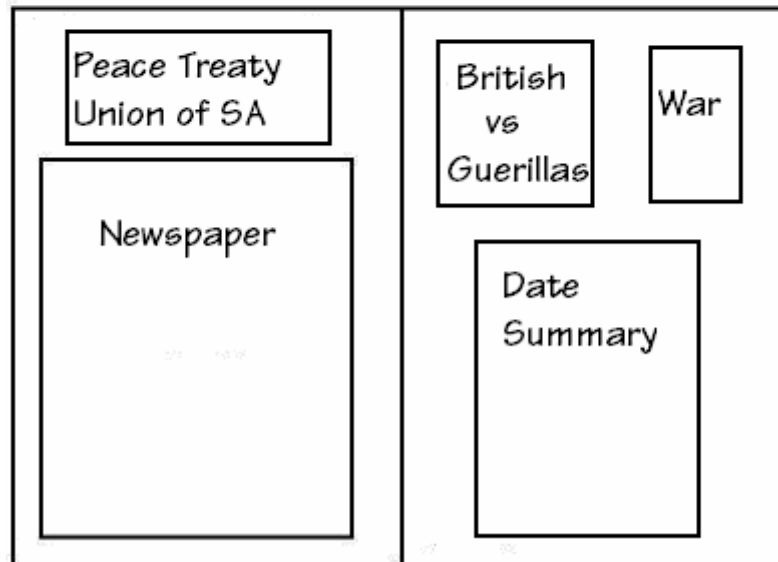 Peace Treaty
Union of SA
Newspaper
British
vs
Guerillas
War
Date
Summary